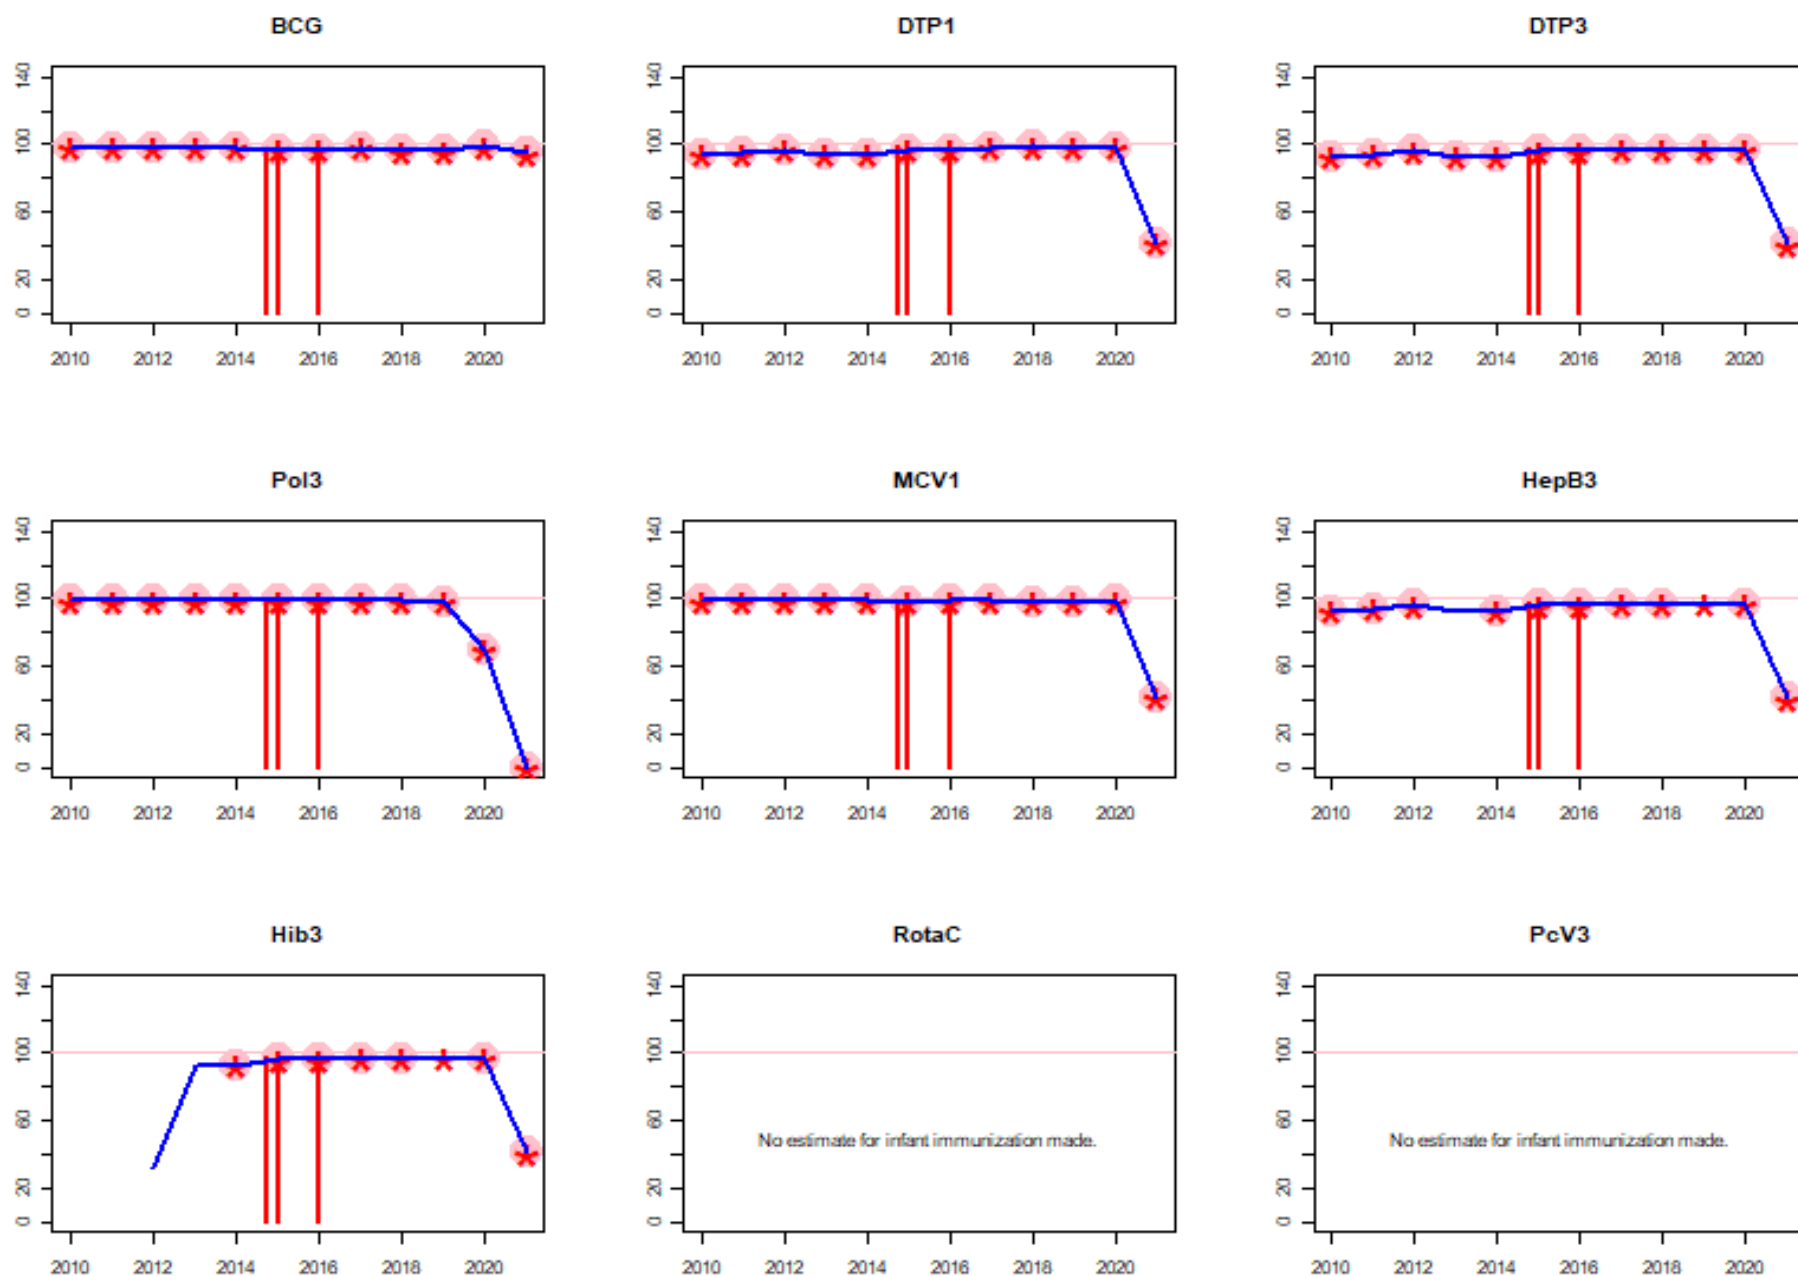 BCG DTP1 DTP3
140 140 140
100 100 100
60 60 60
20 20 20
0 0 0
2010 2012 2014 2016 2018 2020 2010 2012 2014 2016 2018 2020 2010 2012 2014 2016 2018 2020
Pol3 MCV1 HepB3
140 140 140
100 100 100
60 60 60
20 20 20
0 0 0
2010 2012 2014 2016 2018 2020 2010 2012 2014 2016 2018 2020 2010 2012 2014 2016 2018 2020
Hib3 RotaC PcV3
140 140 140
100 100 100
60 60 60
No estimate for infant immunization made. No estimate for infant immunization made.
20 20 20
0 0 0
2010 2012 2014 2016 2018 2020 2010 2012 2014 2016 2018 2020 2010 2012 2014 2016 2018 2020